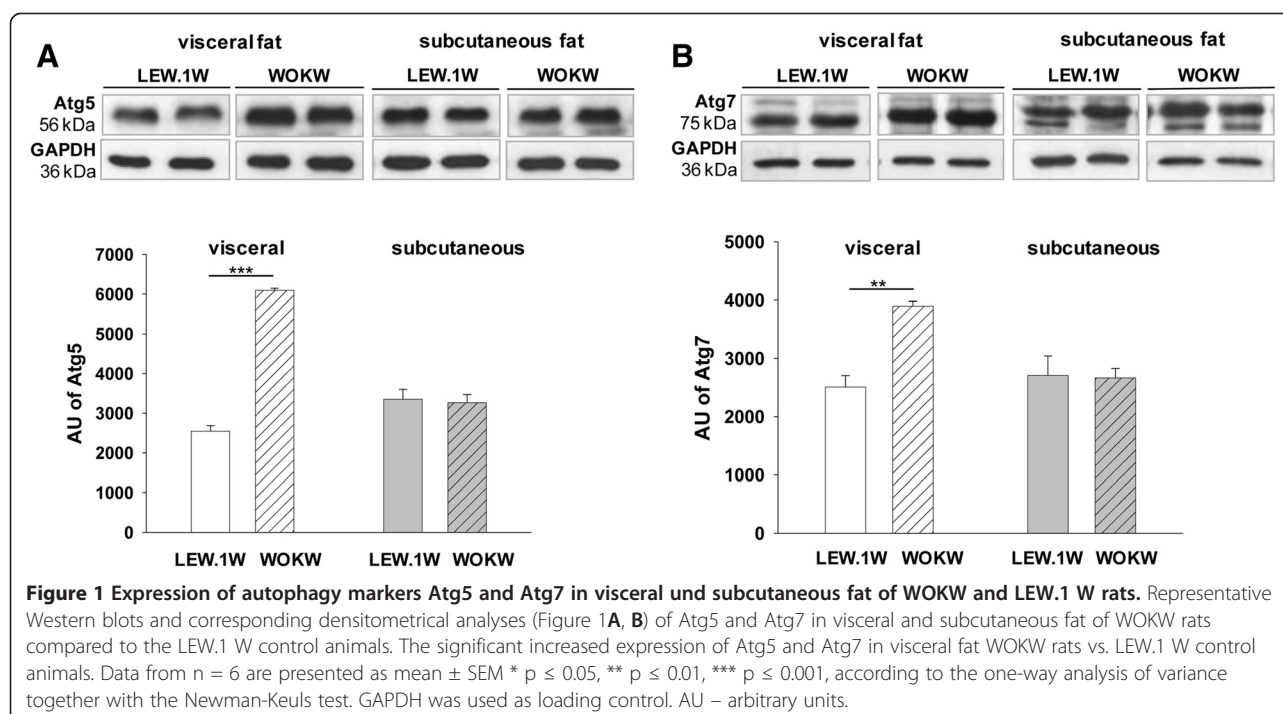 A
visceral fat
subcutaneous fat
LEW.1W WOKW LEW.1W WOKW
Atg5
56 kDa
GAPDH
36 kDa
7000
6000
5000
4000
3000
2000
1000
0
AU of Atg5
visceral
subcutaneous
***
LEW.1W WOKW LEW.1W WOKW
B
visceral fat
subcutaneous fat
LEW.1W WOKW LEW.1W WOKW
Atg7
75 kDa
GAPDH
36 kDa
5000
4000
3000
2000
1000
0
AU of Atg7
visceral
subcutaneous
**
LEW.1W WOKW LEW.1W WOKW
Figure 1 Expression of autophagy markers Atg5 and Atg7 in visceral und subcutaneous fat of WOKW and LEW.1 W rats. Representative
Western blots and corresponding densitometrical analyses (Figure 1A, B) of Atg5 and Atg7 in visceral and subcutaneous fat of WOKW rats
compared to the LEW.1 W control animals. The significant increased expression of Atg5 and Atg7 in visceral fat WOKW rats vs. LEW.1 W control
animals. Data from n = 6 are presented as mean ± SEM * p ≤ 0.05, ** p ≤ 0.01, *** p ≤ 0.001, according to the one-way analysis of variance
together with the Newman-Keuls test. GAPDH was used as loading control. AU – arbitrary units.